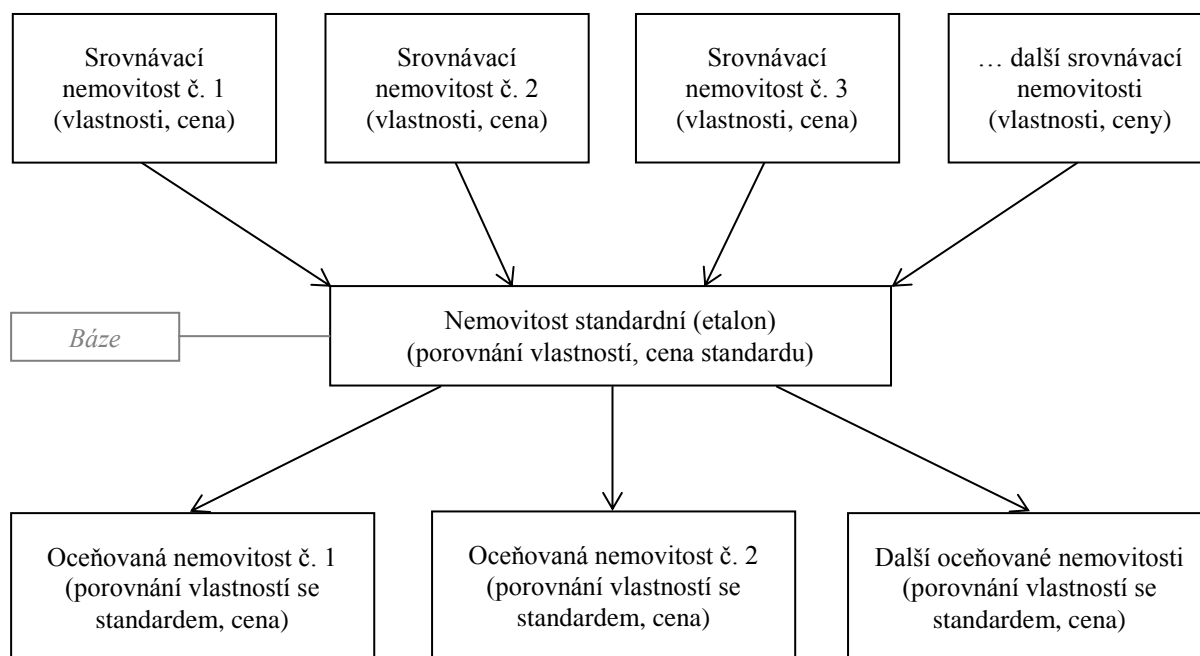 Srovnávací
nemovitost č. 1
(vlastnosti, cena)
Srovnávací
nemovitost č. 2
(vlastnosti, cena)
Srovnávací
nemovitost č. 3
(vlastnosti, cena)
… další srovnávací
nemovitosti
(vlastnosti, ceny)
Báze
Nemovitost standardní (etalon)
(porovnání vlastností, cena standardu)
Oceňovaná nemovitost č. 1
(porovnání vlastností se
standardem, cena)
Oceňovaná nemovitost č. 2
(porovnání vlastností se
standardem, cena)
Další oceňované nemovitosti
(porovnání vlastností se
standardem, cena)